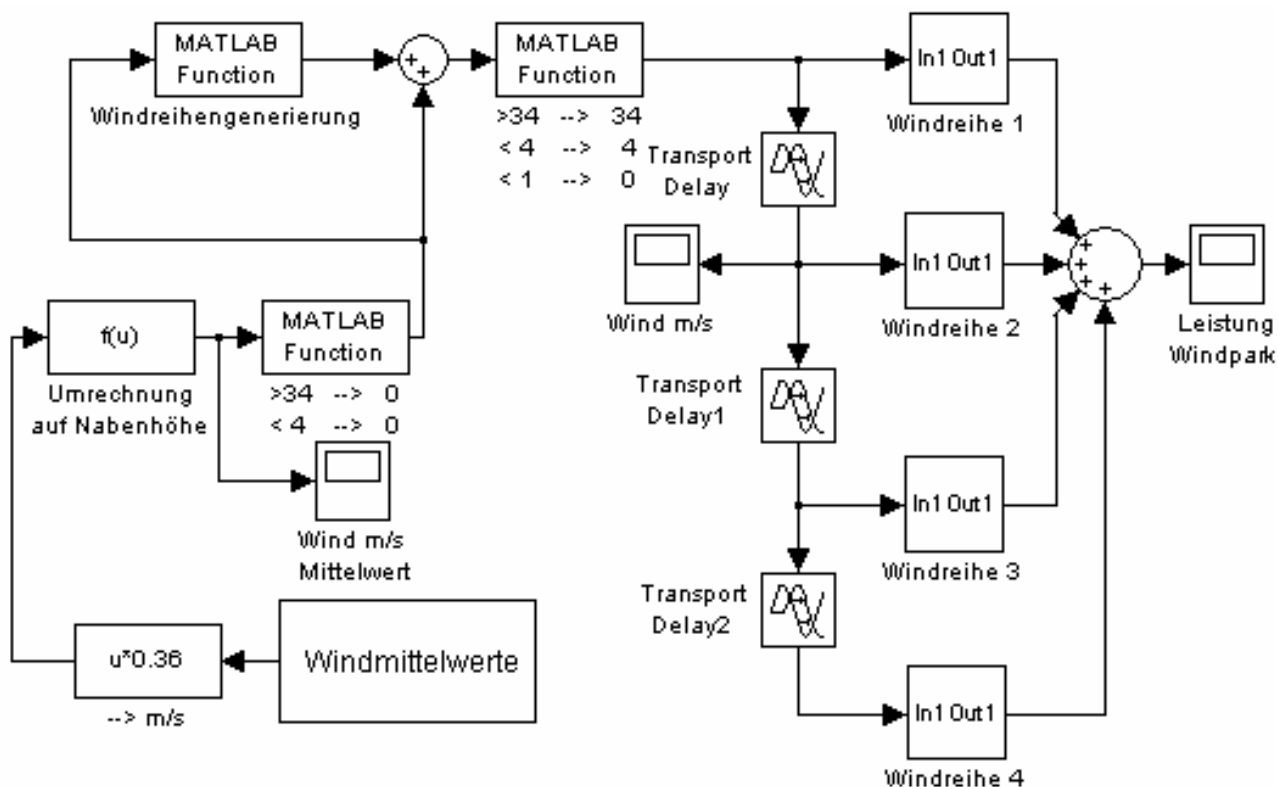 MATLAB
Function
Windreihengenerierung
+
+
MATLAB
Function
>34 --> 34
< 4 --> 4
< 1 --> 0
In1 Out1
Windreihe 1
Transport
Delay
Wind m/s
In1 Out1
Windreihe 2
+
+
+
+
Leistung
Windpark
f(u)
Umrechnung
auf Nabenhöhe
MATLAB
Function
>34 --> 0
< 4 --> 0
Wind m/s
Mittelwert
Transport
Delay1
In1 Out1
Windreihe 3
Transport
Delay2
u*0.36
--> m/s
Windmittelwerte
In1 Out1
Windreihe 4